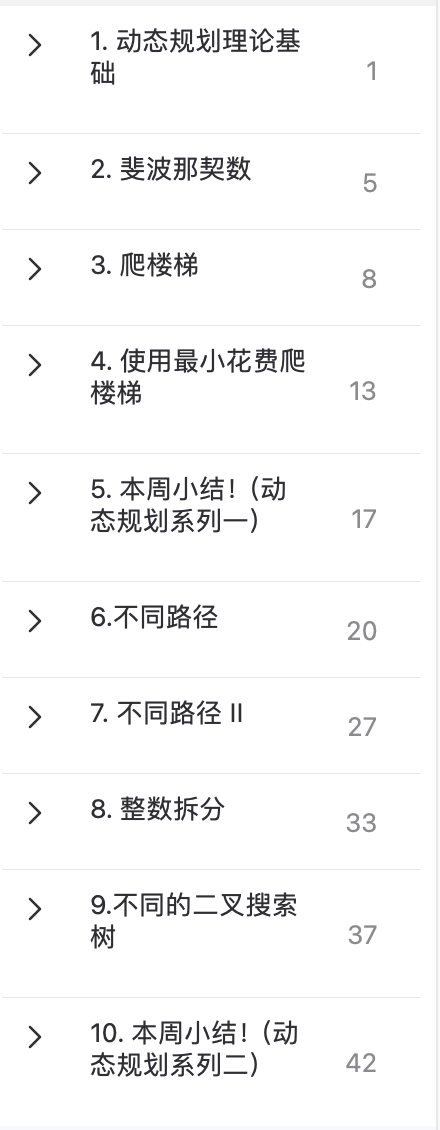 1. 动态规划理论基
础
1
2. 斐波那契数
5
3. 爬楼梯
8
4. 使用最小花费爬
楼梯
13
5. 本周小结！（动
态规划系列一）
17
6.不同路径
20
7. 不同路径 II
27
8. 整数拆分
33
9.不同的二叉搜索
树
37
10. 本周小结！（动
态规划系列二）
42